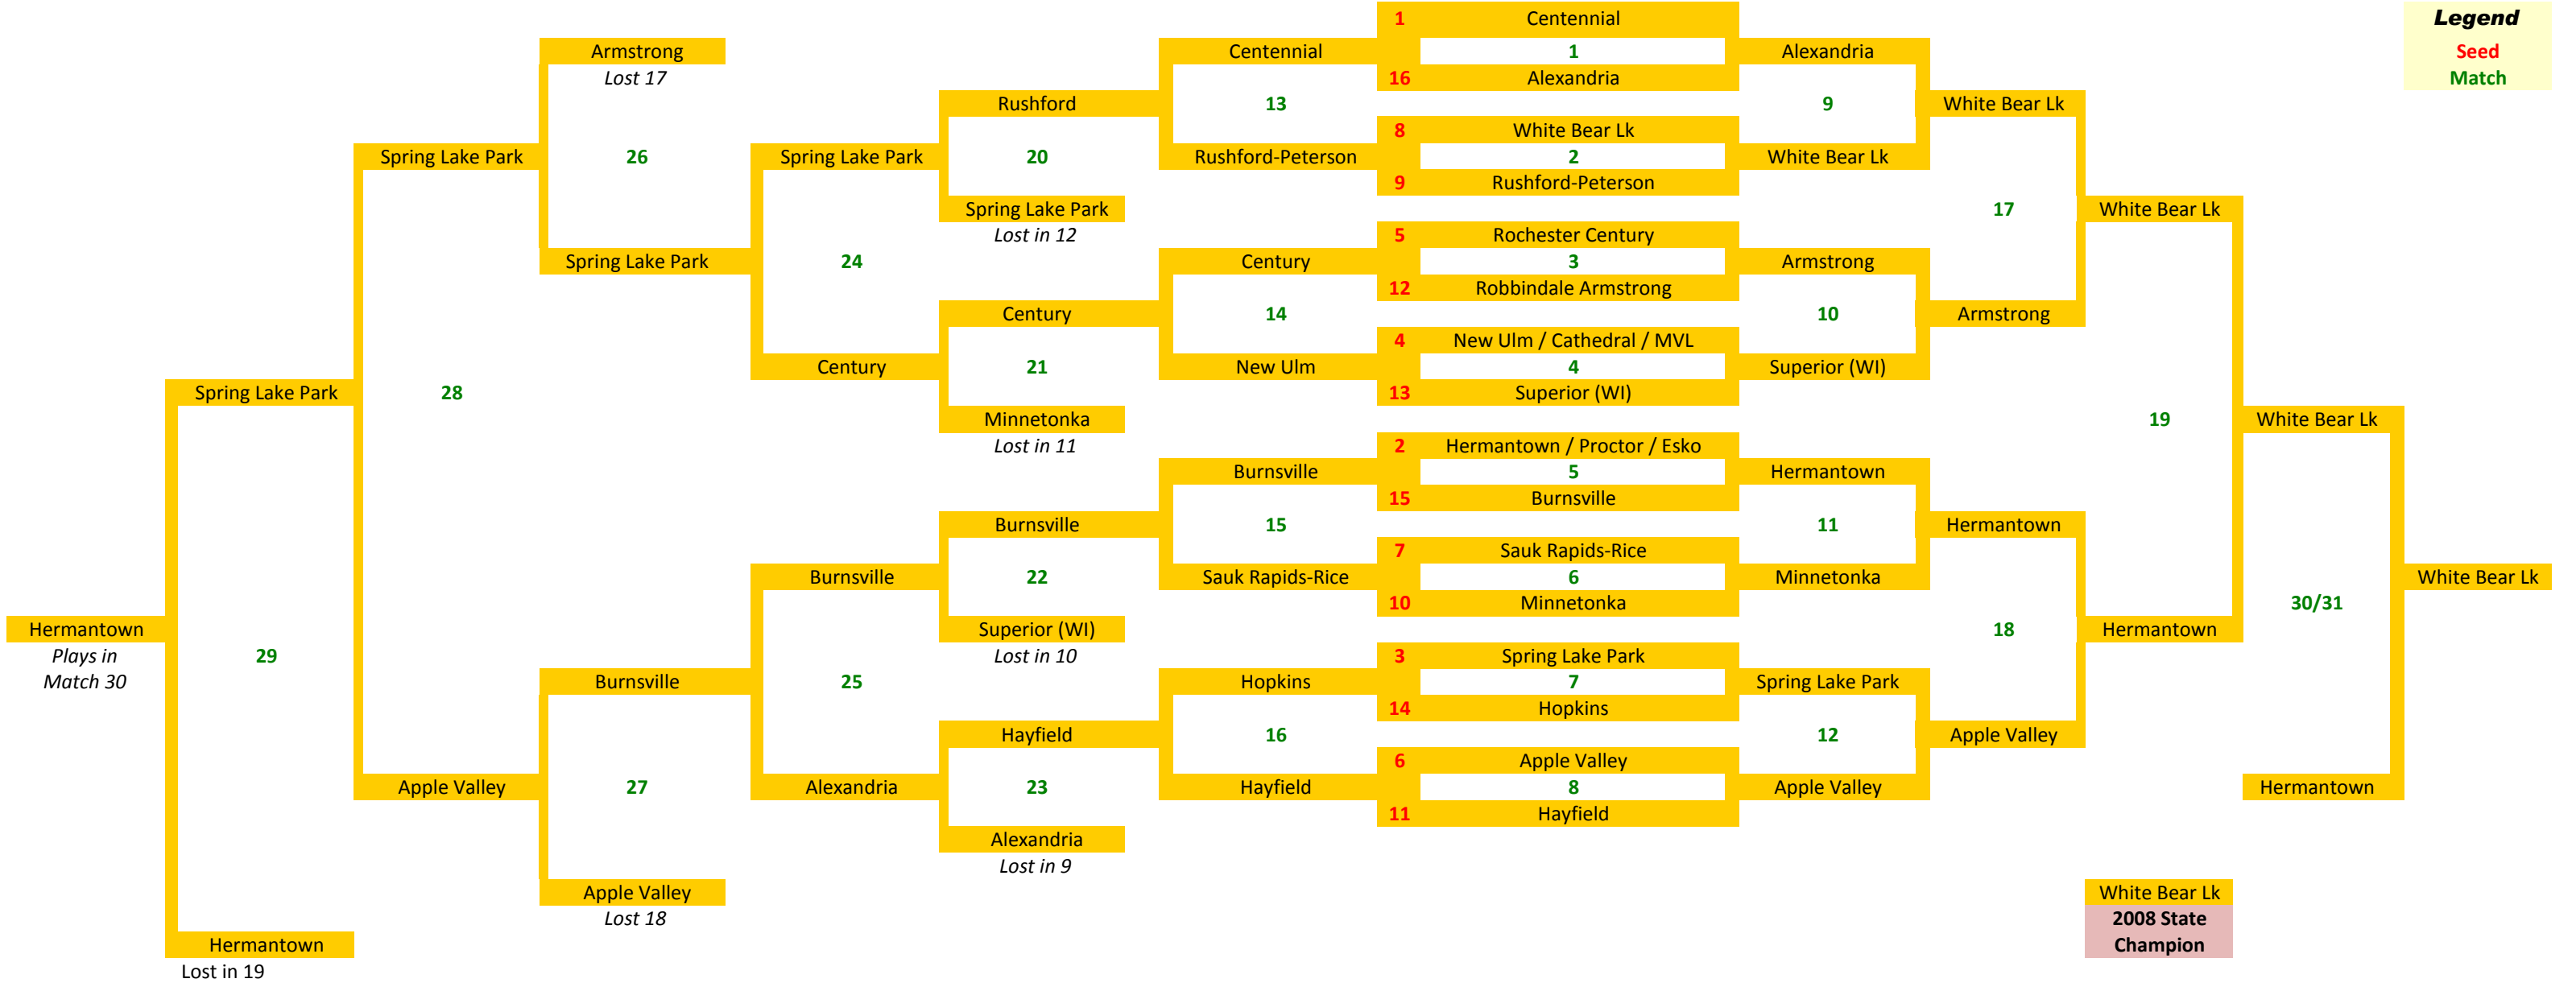 1 Centennial
Legend
Armstrong
Centennial
1
Alexandria
Seed
Lost 17
16 Alexandria
Match
Rushford
13
9
White Bear Lk
8 White Bear Lk
Spring Lake Park
26
Spring Lake Park
20
Rushford-Peterson
2
White Bear Lk
9 Rushford-Peterson
Spring Lake Park
17
White Bear Lk
Lost in 12
5 Rochester Century
Spring Lake Park
24
Century
3
Armstrong
12 Robbindale Armstrong
Century
14
10
Armstrong
4 New Ulm / Cathedral / MVL
Century
21
New Ulm
4
Superior (WI)
Spring Lake Park
28
13 Superior (WI)
Minnetonka
19
White Bear Lk
Lost in 11
2 Hermantown / Proctor / Esko
Burnsville
5
Hermantown
15 Burnsville
Burnsville
15
11
Hermantown
7 Sauk Rapids-Rice
Burnsville
22
Sauk Rapids-Rice
6
Minnetonka
White Bear Lk
10 Minnetonka
30/31
Hermantown
Superior (WI)
18
Hermantown
Plays in
29
Lost in 10
3 Spring Lake Park
Match 30
Burnsville
25
Hopkins
7
Spring Lake Park
14 Hopkins
Hayfield
16
12
Apple Valley
6 Apple Valley
Apple Valley
27
Alexandria
23
Hayfield
8
Apple Valley
Hermantown
11 Hayfield
Alexandria
Lost in 9
Apple Valley
White Bear Lk
Lost 18
2008 State
Hermantown
Champion
Lost in 19